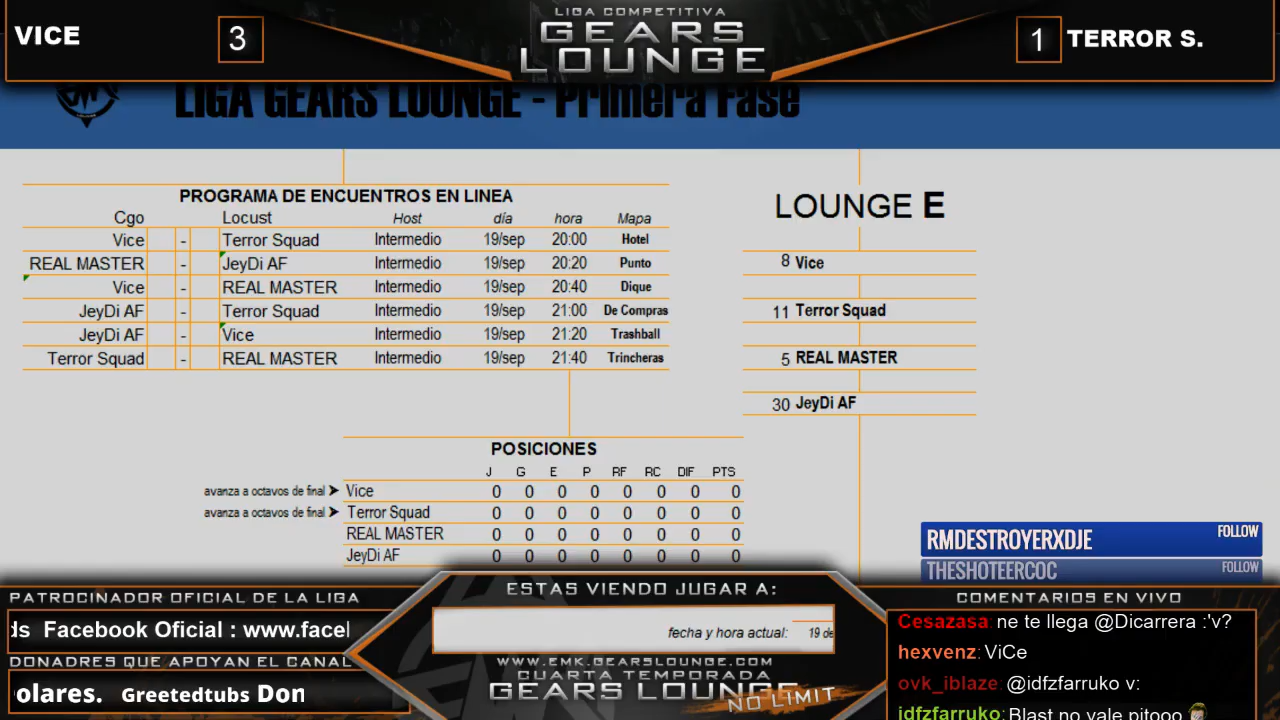 VICE
3
LIGA COMPETITIVA
GEARS
LOUNGE
1
TERROR S.
LIGA GEARS LOUNGE - Primera Fase
PROGRAMA DE ENCUENTROS EN LINEA
Cgo Locust Host día hora Mapa
Vice - Terror Squad Intermedio 19/sep 20:00 Hotel
REAL MASTER - JeyDi AF Intermedio 19/sep 20:20 Punto
Vice - REAL MASTER Intermedio 19/sep 20:40 Dique
JeyDi AF - Terror Squad Intermedio 19/sep 21:00 De Compras
JeyDi AF - Vice Intermedio 19/sep 21:20 Trashball
Terror Squad - REAL MASTER Intermedio 19/sep 21:40 Trincheras
LOUNGE E
8 Vice
11 Terror Squad
5 REAL MASTER
30 JeyDi AF
POSICIONES
J G E P RF RC DIF PTS
avanza a octavos de final Vice 0 0 0 0 0 0 0 0
avanza a octavos de final Terror Squad 0 0 0 0 0 0 0 0
REAL MASTER 0 0 0 0 0 0 0 0
JeyDi AF 0 0 0 0 0 0 0 0
RMDESTROYERXDJE FOLLOW
THESHOTEERCOC FOLLOW
PATROCINADOR OFICIAL DE LA LIGA
ds Facebook Oficial : www.facel
DONADRES QUE APOYAN EL CANAL
olares. Greetedtubs Don
ESTAS VIENDO JUGAR A:
fecha y hora actual: 19 de
WWW.EMK.GEARSLOUNGE.COM
CUARTA TEMPORADA
GEARS LOUNGE
NO LIMIT
COMENTARIOS EN VIVO
Cesazasa: ne te llega @Dicarrera :'v?
hexvenz: ViCe
ovk_iblaze: @idfzfarruko v:
idfzfarruko: Blast no vale pitooo